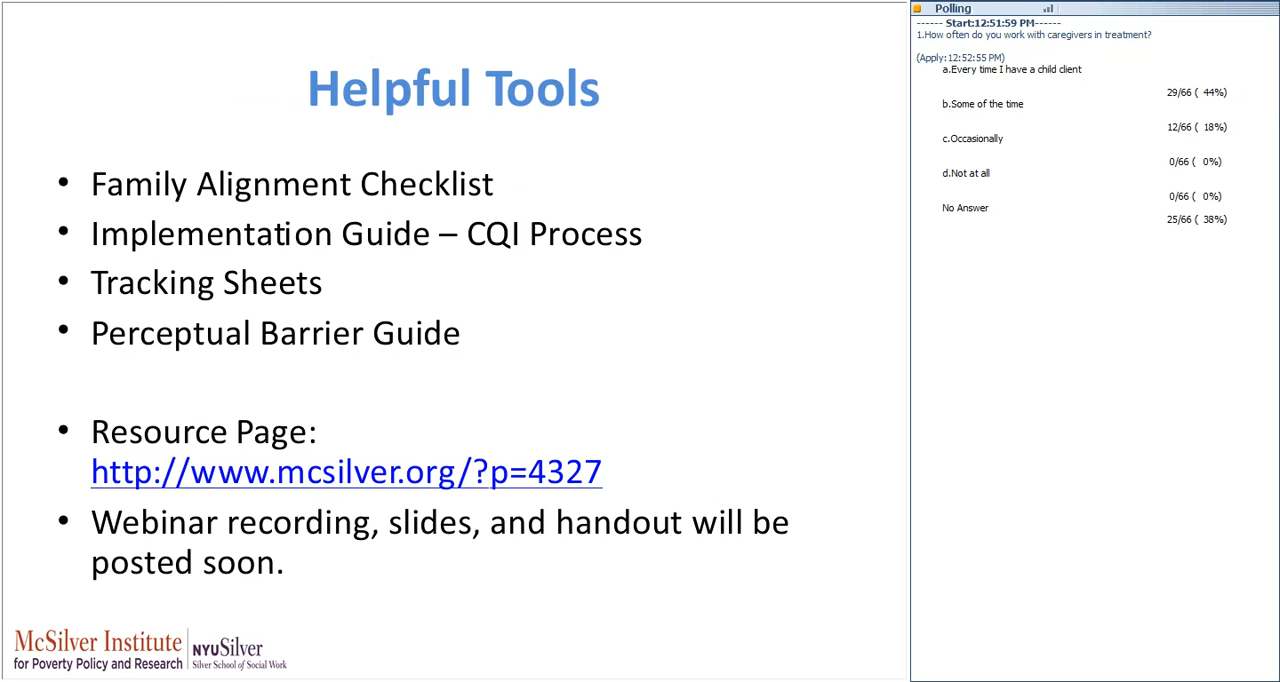 Helpful Tools
• Family Alignment Checklist
• Implementation Guide – CQI Process
• Tracking Sheets
• Perceptual Barrier Guide
• Resource Page:
http://www.mcsilver.org/?p=4327
• Webinar recording, slides, and handout will be
posted soon.
McSilver Institute
for Poverty Policy and Research
NYUSilver
Silver School of Social Work
Polling
------ Start:12:51:59 PM------
1.How often do you work with caregivers in treatment?
(Apply:12:52:55 PM)
a.Every time I have a child client
29/66 ( 44%)
b.Some of the time
12/66 ( 18%)
c.Occasionally
0/66 ( 0%)
d.Not at all
0/66 ( 0%)
No Answer
25/66 ( 38%)